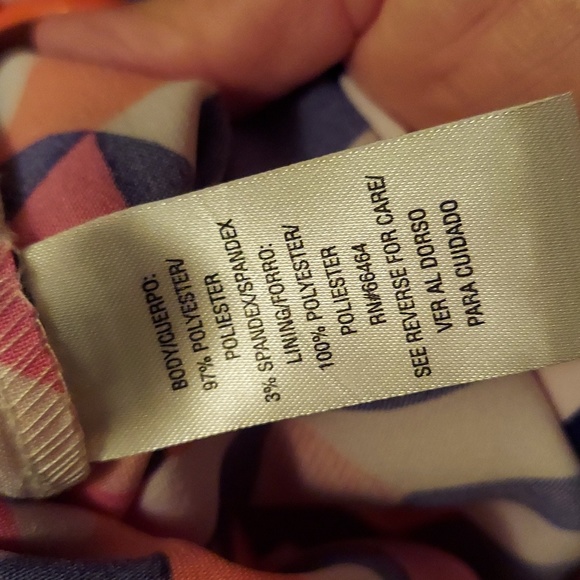 BODY/CUERPO:
97% POLYESTER/
POLIESTER
3% SPANDEX/SPANDEX
LINING/FORRO:
100% POLYESTER/
POLIESTER
RN#66464
SEE REVERSE FOR CARE/
VER AL DORSO
PARA CUIDADO